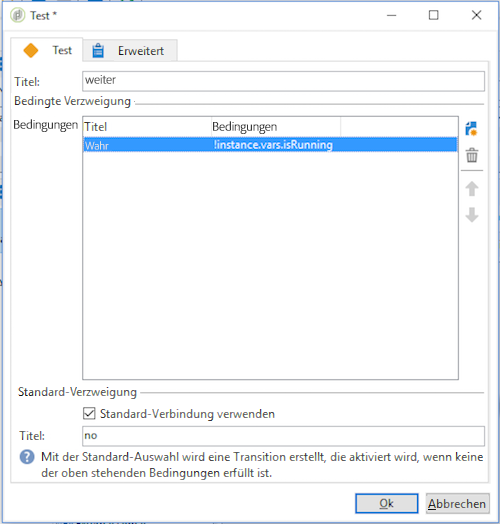 Test *
Test
Erweitert
Titel:
weiter
Bedingte Verzweigung
Bedingungen
Titel
Bedingungen
Wahr
!instance.vars.isRunning
Standard-Verzweigung
Standard-Verbindung verwenden
Titel:
no
Mit der Standard-Auswahl wird eine Transition erstellt, die aktiviert wird, wenn keine
der oben stehenden Bedingungen erfüllt ist.
Ok
Abbrechen